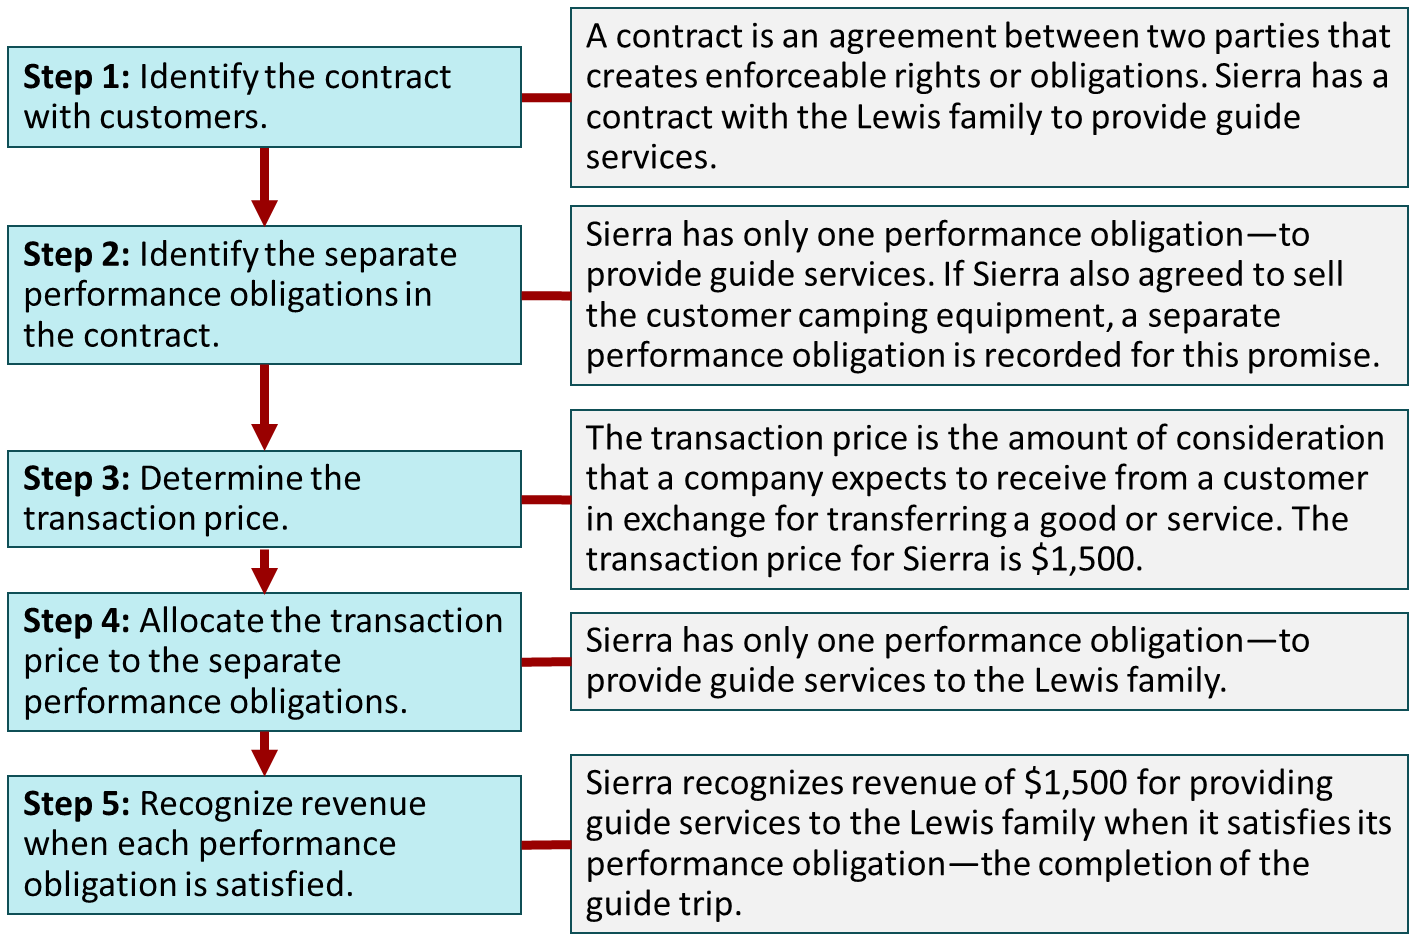 Step 1: Identify the contract
with customers.
A contract is an agreement between two parties that
creates enforceable rights or obligations. Sierra has a
contract with the Lewis family to provide guide
services.
Step 2: Identify the separate
performance obligations in
the contract.
Sierra has only one performance obligation—to
provide guide services. If Sierra also agreed to sell
the customer camping equipment, a separate
performance obligation is recorded for this promise.
Step 3: Determine the
transaction price.
The transaction price is the amount of consideration
that a company expects to receive from a customer
in exchange for transferring a good or service. The
transaction price for Sierra is $1,500.
Step 4: Allocate the transaction
price to the separate
performance obligations.
Sierra has only one performance obligation—to
provide guide services to the Lewis family.
Step 5: Recognize revenue
when each performance
obligation is satisfied.
Sierra recognizes revenue of $1,500 for providing
guide services to the Lewis family when it satisfies its
performance obligation—the completion of the
guide trip.